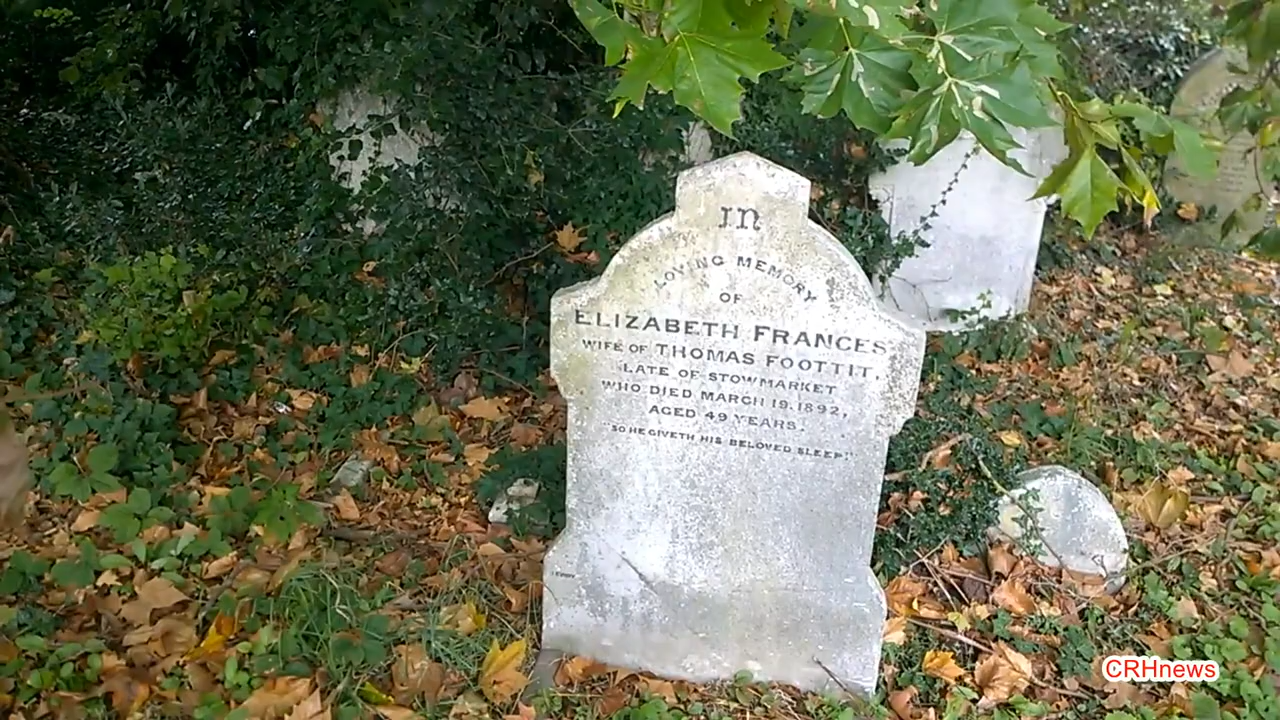 In
LOVING MEMORY
OF
ELIZABETH FRANCES
WIFE OF THOMAS FOOTTIT,
LATE OF STOWMARKET
WHO DIED MARCH 19. 1892,
AGED 49 YEARS.
"SO HE GIVETH HIS BELOVED SLEEP"
CRHnews